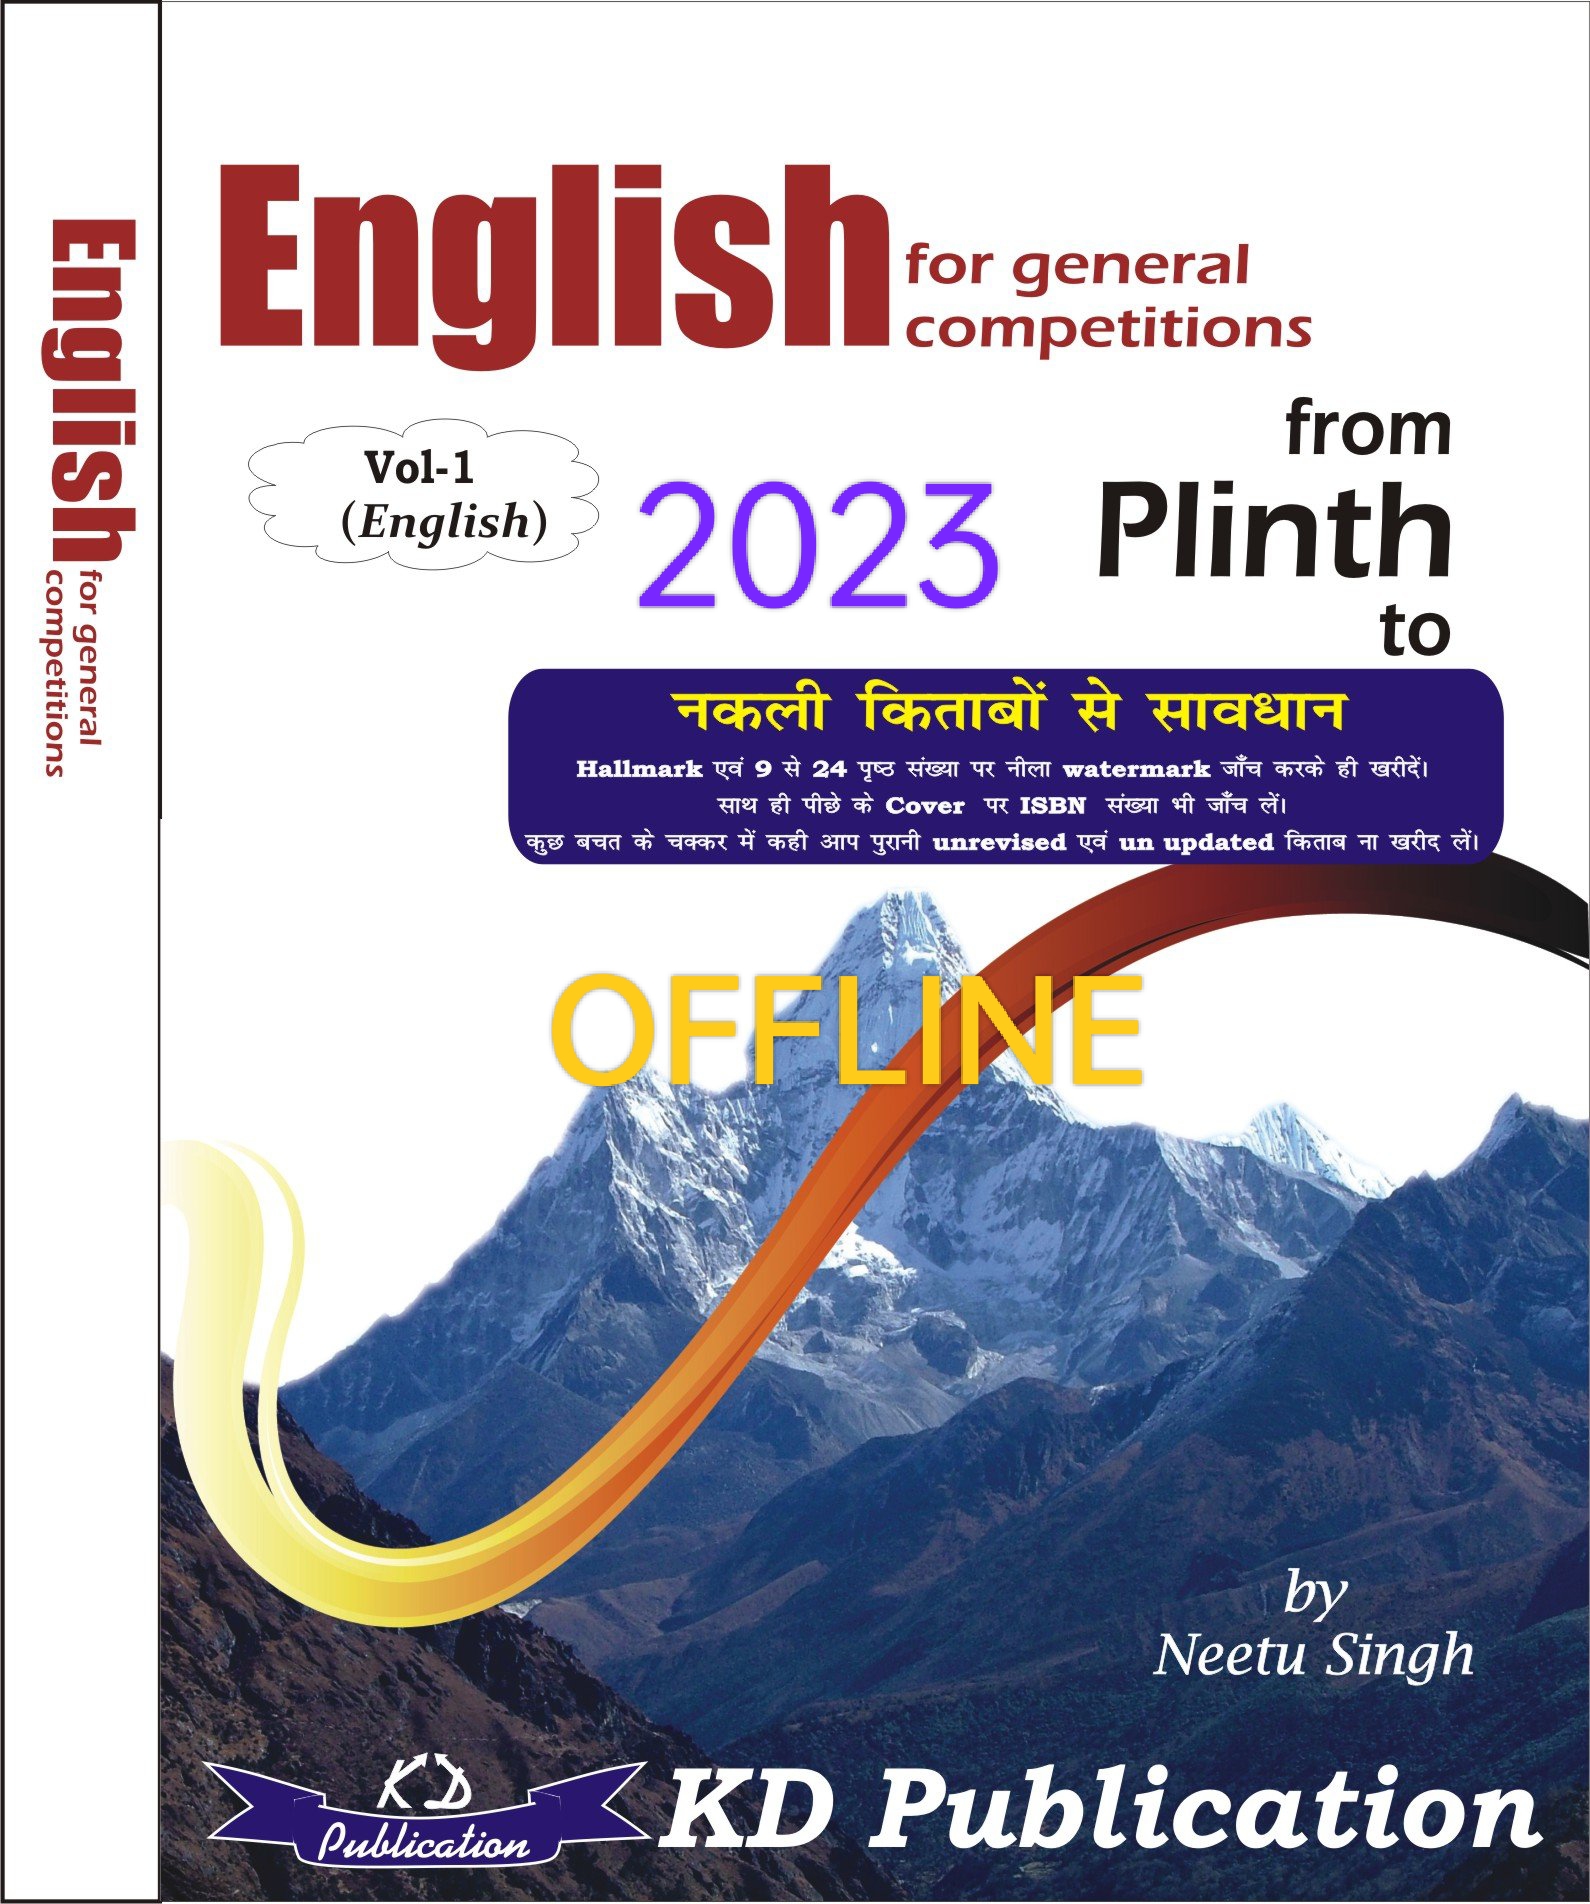 English
for general
competitions
English
for general
competitions
from
Plinth
to
Vol-1
(English)
2023
नकली किताबों से सावधान
Hallmark एवं 9 से 24 पृष्ठ संख्या पर नीला watermark जाँच करके ही खरीदें।
साथ ही पीछे के Cover पर ISBN संख्या भी जाँच लें।
कुछ बचत के चक्कर में कही आप पुरानी unrevised एवं un updated किताब ना खरीद लें।
OFFLINE
by
Neetu Singh
KD
Publication
KD Publication